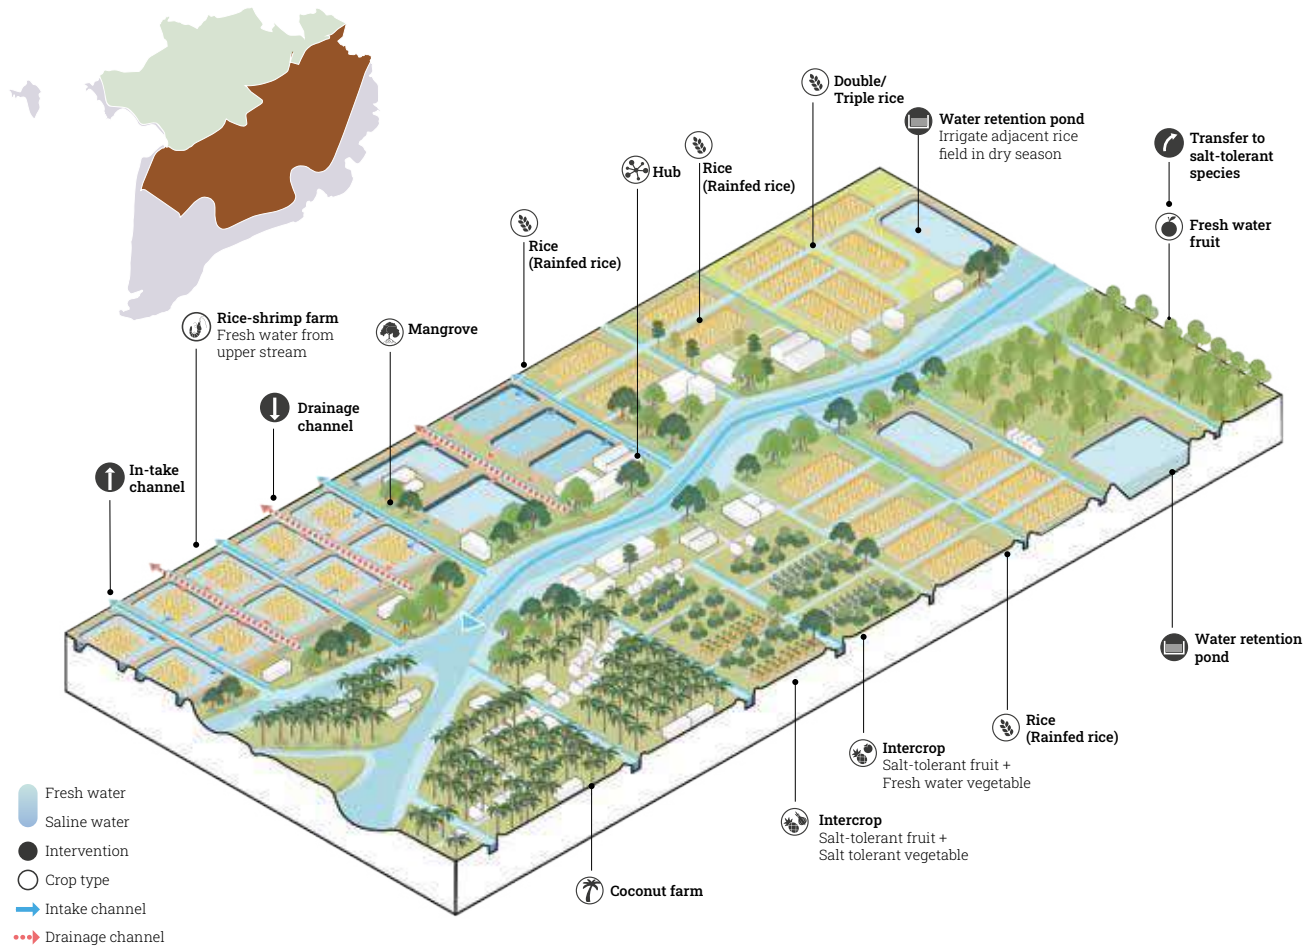 Double/
Triple rice
Water retention pond
Irrigate adjacent rice
field in dry season
Transfer to
salt-tolerant
species
Fresh water
fruit
Hub
Rice
(Rainfed rice)
Rice
(Rainfed rice)
Rice-shrimp farm
Fresh water from
upper stream
Mangrove
Drainage
channel
In-take
channel
Water retention
pond
Rice
(Rainfed rice)
Intercrop
Salt-tolerant fruit +
Fresh water vegetable
Intercrop
Salt-tolerant fruit +
Salt tolerant vegetable
Coconut farm
Fresh water
Saline water
Intervention
Crop type
Intake channel
Drainage channel